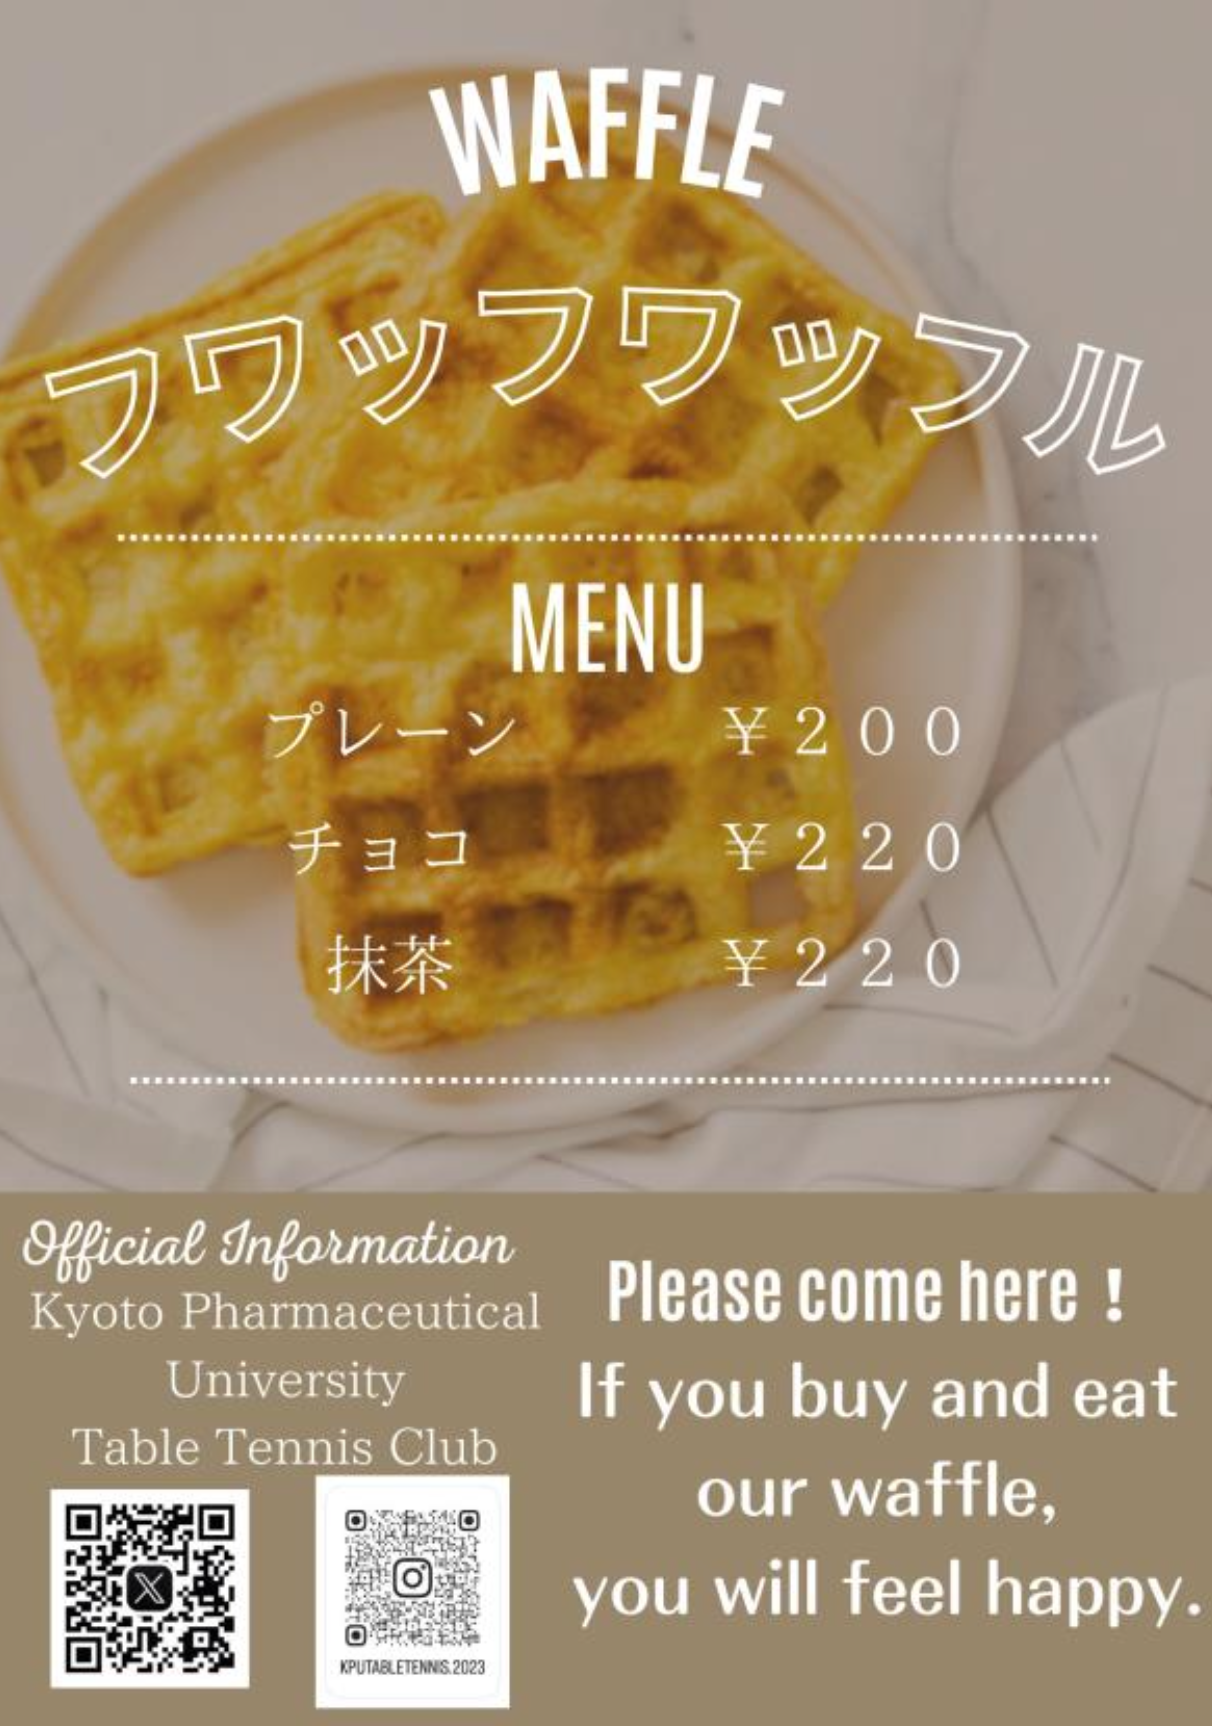 WAFFLE
フワッフワッフル
MENU
プレーン ￥２００
チョコ ￥２２０
抹茶 ￥２２０
Official Information
Kyoto Pharmaceutical
University
Table Tennis Club
KPUTABLETENNIS.2023
Please come here！
If you buy and eat
our waffle,
you will feel happy.